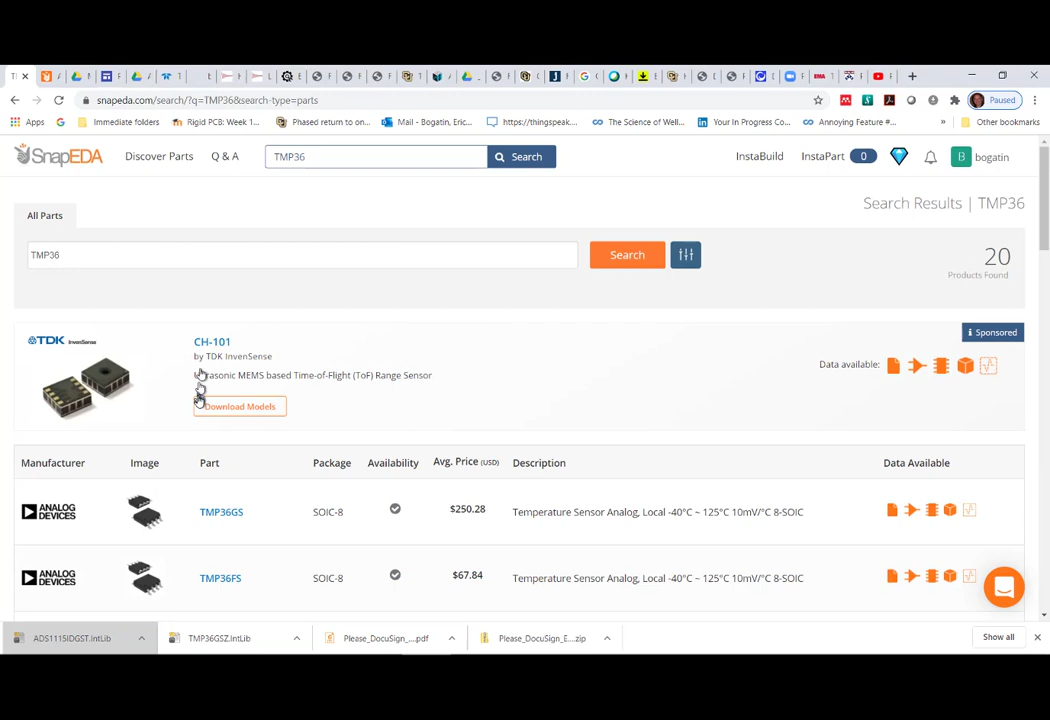 snapeda.com/search/?q=TMP36&search-type=parts
Paused
Apps
Immediate folders
Rigid PCB: Week 1...
Phased return to on...
Mail - Bogatin, Eric...
https://thingspeak....
The Science of Well...
Your In Progress Co...
Annoying Feature #...
»
Other bookmarks
SnapEDA
Discover Parts
Q & A
TMP36
Search
InstaBuild
InstaPart
0
B
bogatin
All Parts
Search Results | TMP36
TMP36
Search
20
Products Found
TDK InvenSense
CH-101
by TDK InvenSense
MEMS based Time-of-Flight (ToF) Range Sensor
Download Models
Sponsored
Data available:
Manufacturer Image Part Package Availability Avg. Price (USD) Description Data Available
ANALOG DEVICES TMP36GS SOIC-8 $250.28 Temperature Sensor Analog, Local -40°C ~ 125°C 10mV/°C 8-SOIC
ANALOG DEVICES TMP36FS SOIC-8 $67.84 Temperature Sensor Analog, Local -40°C ~ 125°C 10mV/°C 8-SOIC
ADS1115IDGST.IntLib
TMP36GSZ.IntLib
Please_DocuSign_....pdf
Please_DocuSign_E....zip
Show all